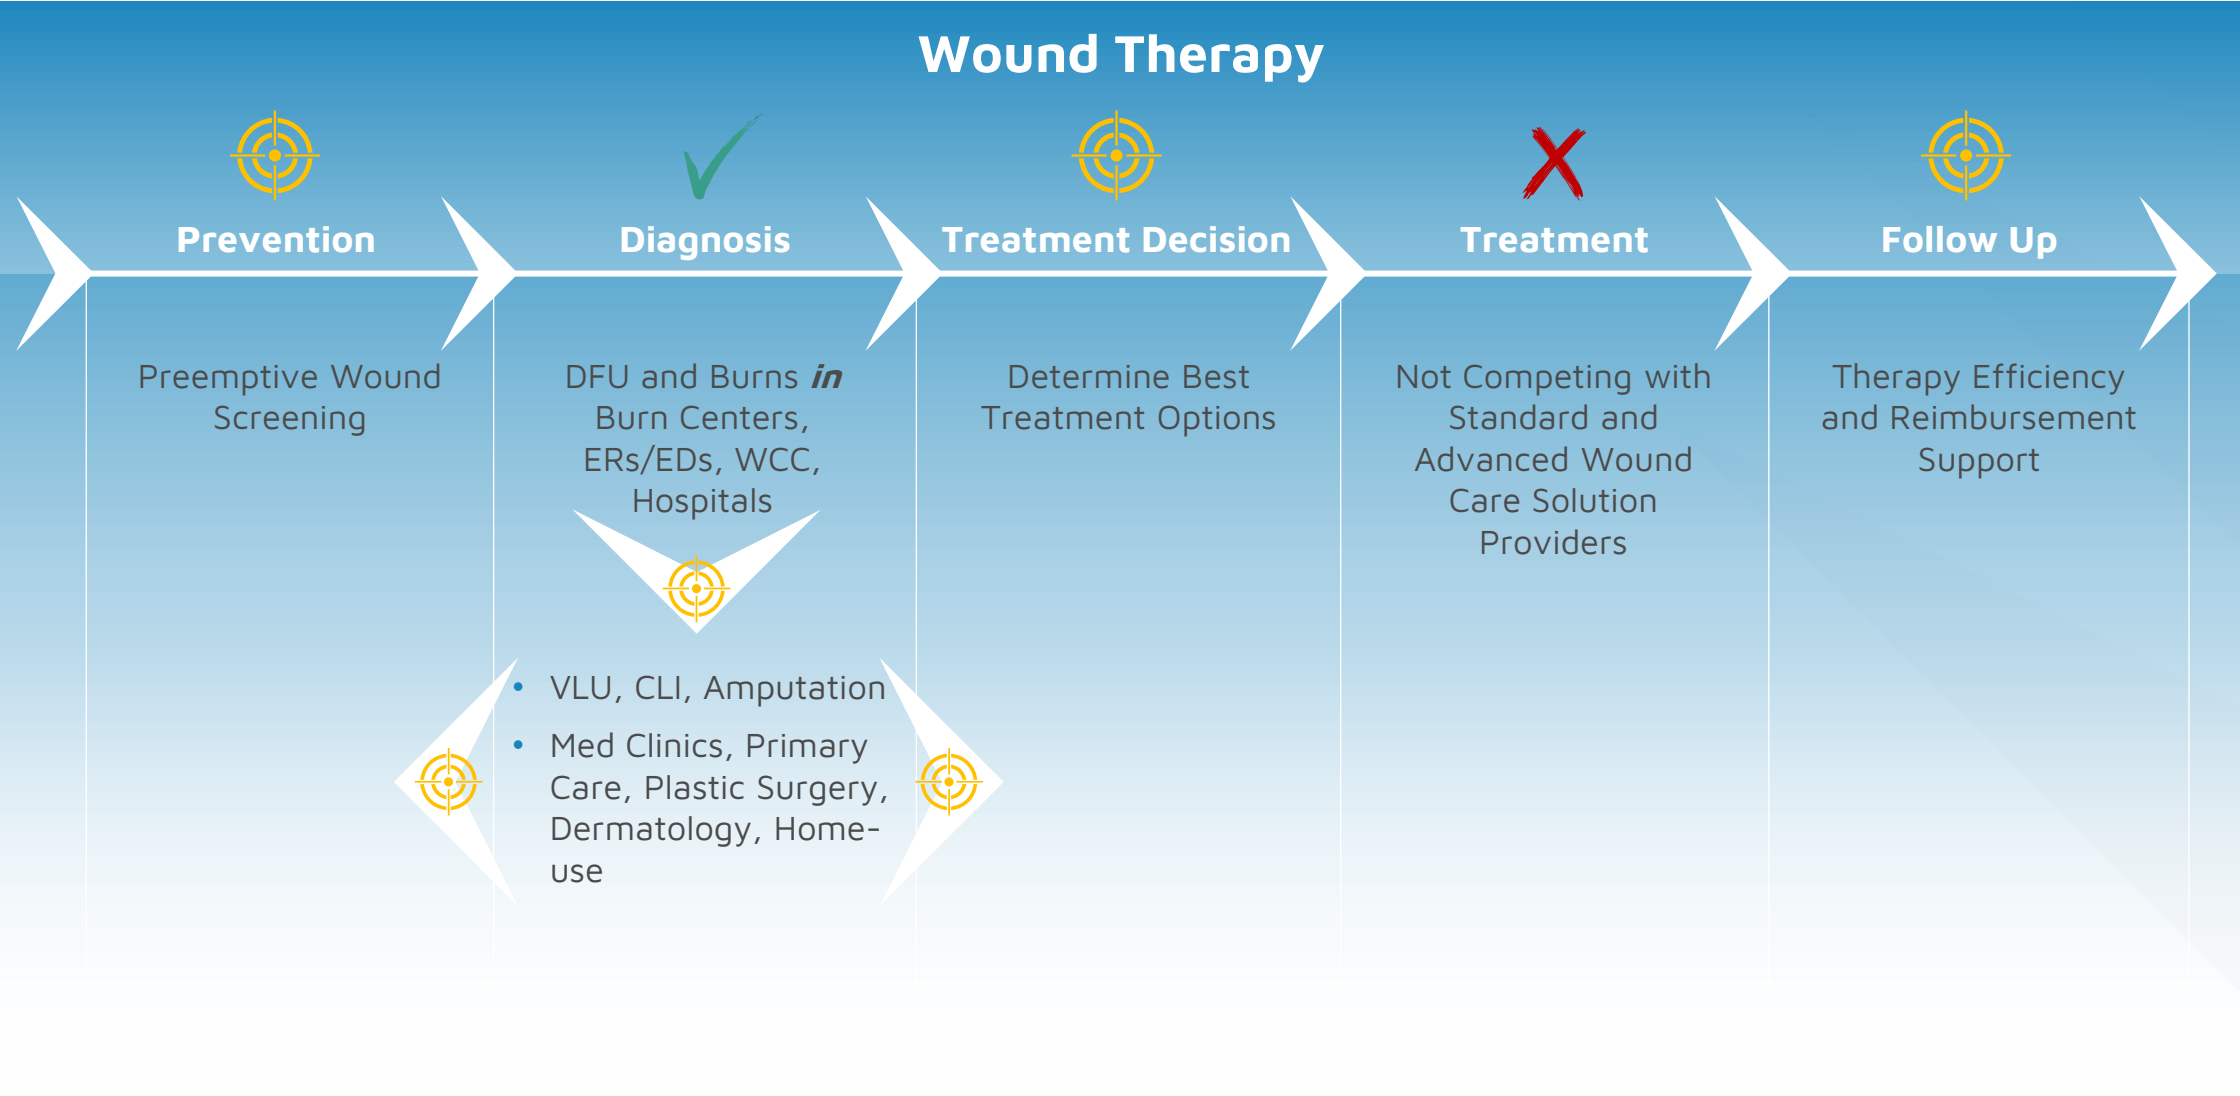 Wound Therapy
Prevention
Diagnosis
Treatment Decision
Treatment
Follow Up
Preemptive Wound
Screening
DFU and Burns in
Burn Centers,
ERs/EDs, WCC,
Hospitals
• VLU, CLI, Amputation
• Med Clinics, Primary
Care, Plastic Surgery,
Dermatology, Home-
use
Determine Best
Treatment Options
Not Competing with
Standard and
Advanced Wound
Care Solution
Providers
Therapy Efficiency
and Reimbursement
Support